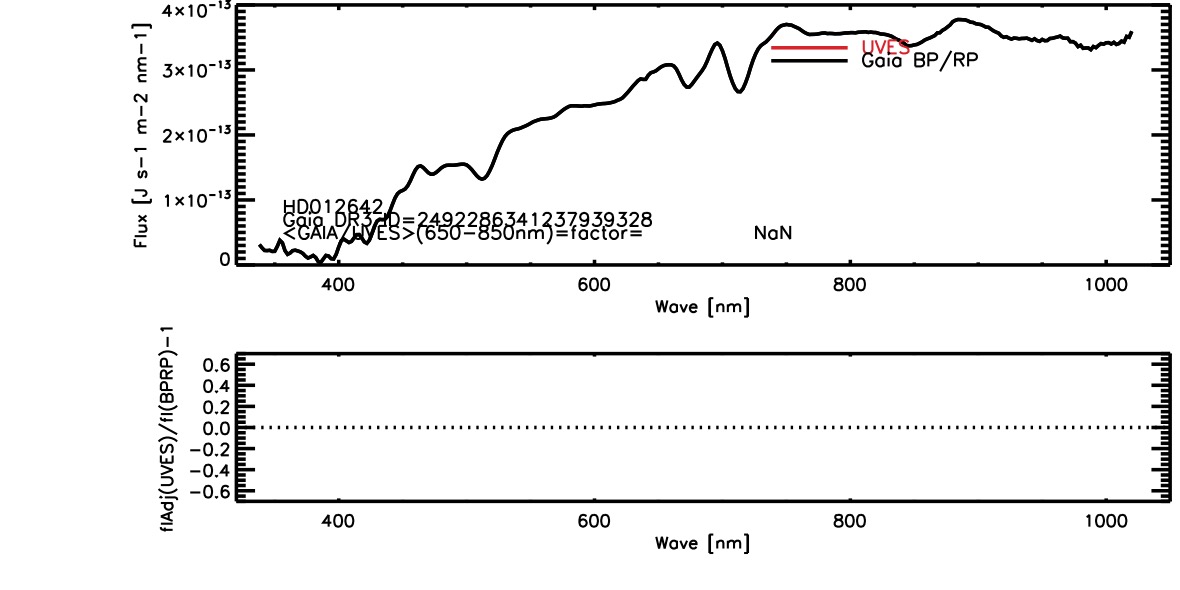 4×10−13
3×10−13
2×10−13
1×10−13
0
Flux [J s−1 m−2 nm−1]
UVES
Gaia BP/RP
HD012642
Gaia DR3 ID=2492286341237939328
<GAIA/UVES>(650−850nm)=factor= NaN
400 600 800 1000
Wave [nm]
0.6
0.4
0.2
0.0
−0.2
−0.4
−0.6
flAdj(UVES)/fl(BPRP)−1
400 600 800 1000
Wave [nm]